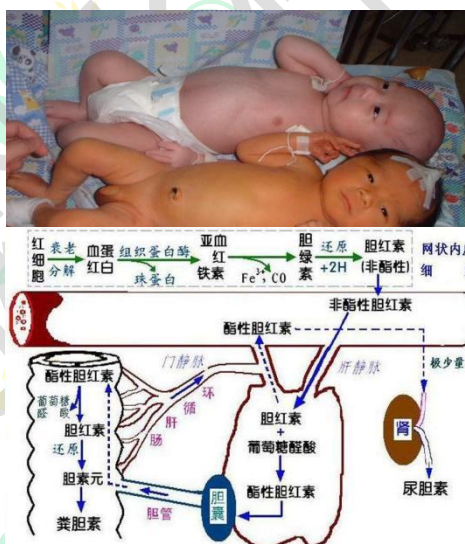 红细胞 衰老分解 血红蛋白 组织蛋白酶 珠蛋白 亚血红铁素 Fe³⁺,CO 胆绿素 还原 +2H 胆红素 (非酯性) 网状内皮细
非酯性胆红素
酯性胆红素
门静脉
肝静脉
极少量
酯性胆红素
葡萄糖醛酸
肠肝循环
胆红素
+
葡萄糖醛酸
肾
胆红素
还原
胆素元
酯性胆红素
尿胆素
胆囊
胆管
粪胆素